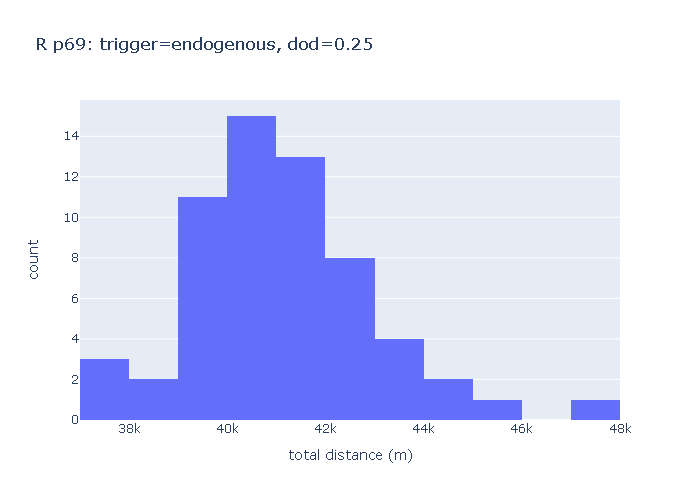 R p69: trigger=endogenous, dod=0.25
14
12
10
8
6
4
2
0
count
38k 40k 42k 44k 46k 48k
total distance (m)